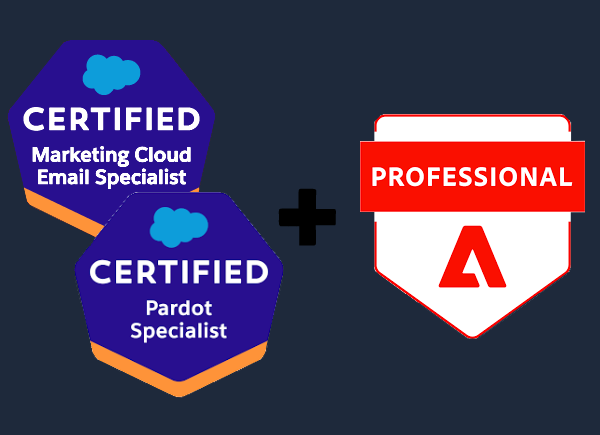 CERTIFIED
Marketing Cloud
Email Specialist
CERTIFIED
Pardot
Specialist
PROFESSIONAL